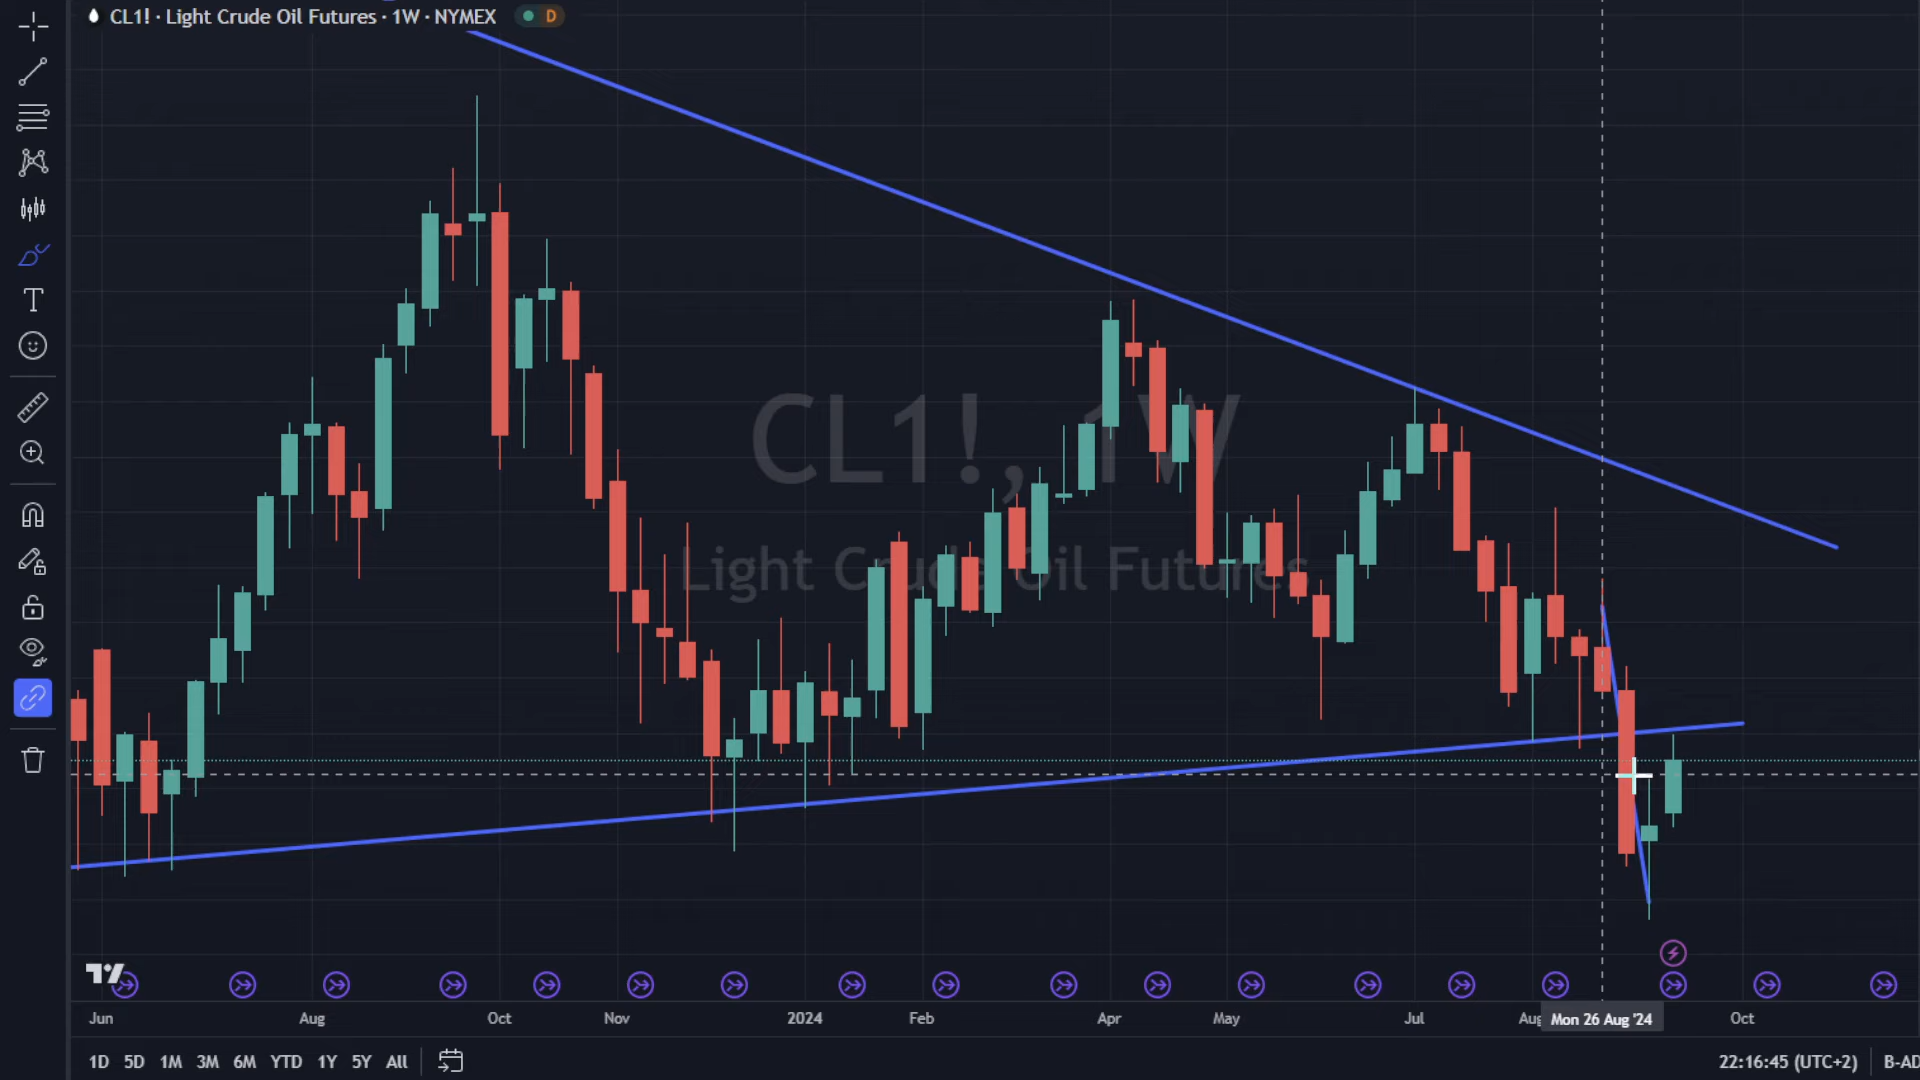 CL1! · Light Crude Oil Futures · 1W · NYMEX D
CL1!, 1W
Light Crude Oil Futures
Jun Aug Oct Nov 2024 Feb Apr May Jul Aug Mon 26 Aug '24 Oct
1D 5D 1M 3M 6M YTD 1Y 5Y All 22:16:45 (UTC+2) B-AD